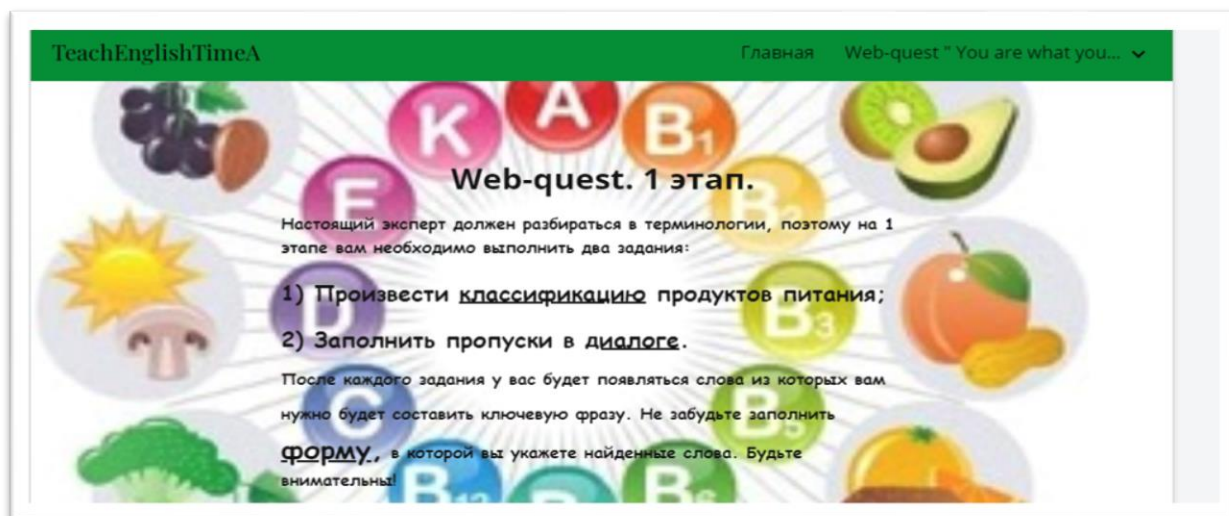 TeachEnglishTimeA
Главная Web-quest " You are what you...
K A B1
E B2
Web-quest. 1 этап.
Настоящий эксперт должен разбираться в терминологии, поэтому на 1
этапе вам необходимо выполнить два задания:
D B3
1) Произвести классификацию продуктов питания;
2) Заполнить пропуски в диалоге.
После каждого задания у вас будет появляться слова из которых вам
C B5
нужно будет составить ключевую фразу. Не забудьте заполнить
форму, в которой вы укажете найденные слова. Будьте
внимательны!
B12 B6